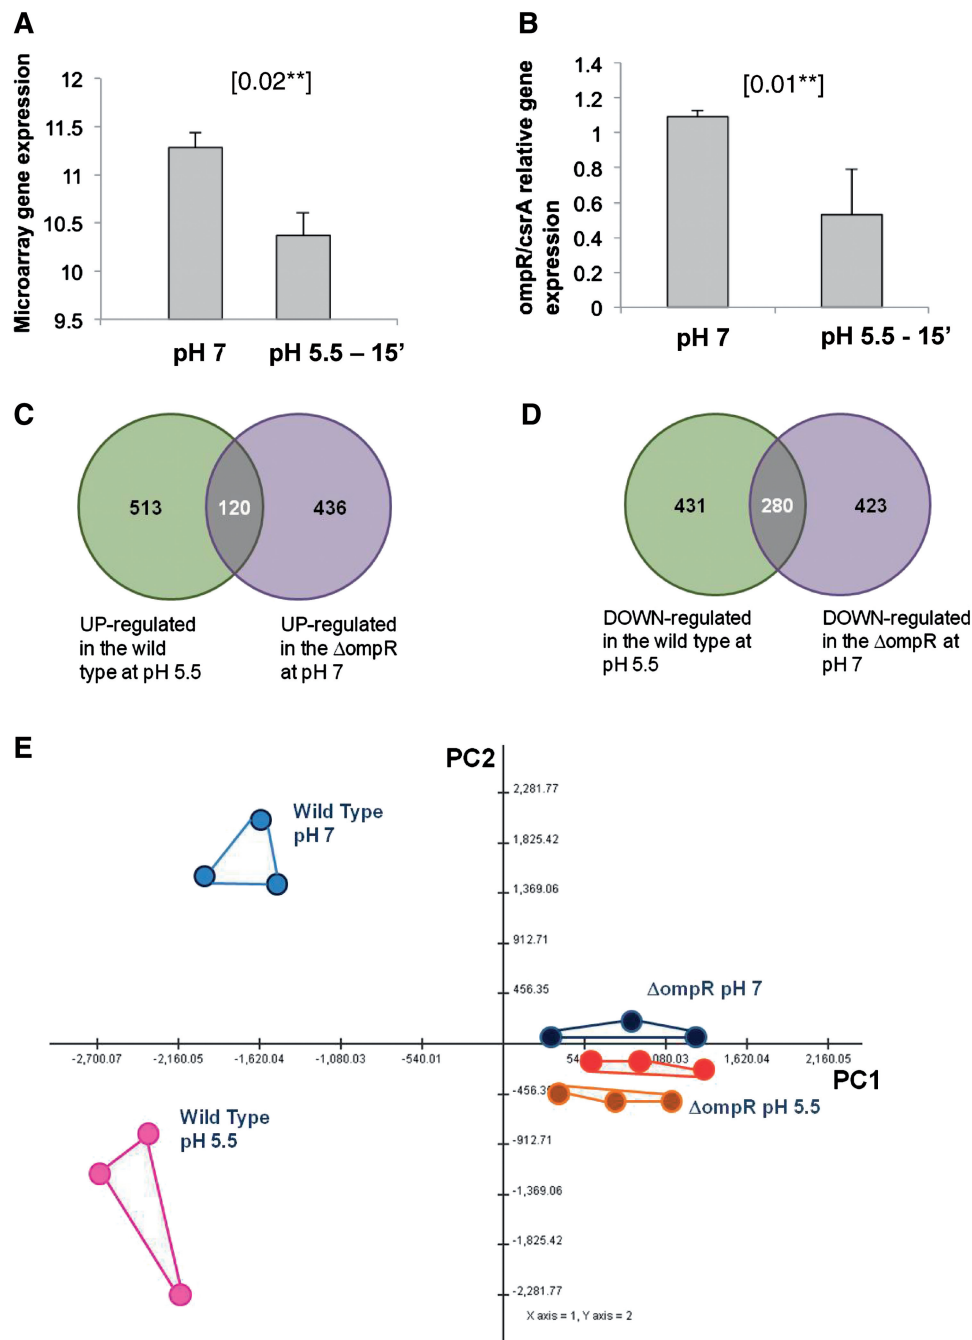 A
Microarray gene expression
12
11.5
11
10.5
10
9.5
[0.02**]
pH 7
pH 5.5 – 15’
B
ompR/csrA relative gene
expression
1.4
1.2
1
0.8
0.6
0.4
0.2
0
[0.01**]
pH 7
pH 5.5 - 15’
C
513
120
436
UP-regulated
in the wild
type at pH 5.5
UP-regulated
in the ΔompR
at pH 7
D
431
280
423
DOWN-regulated
in the wild type at
pH 5.5
DOWN-regulated
in the ΔompR at
pH 7
E
PC2
2,281.77
1,825.42
1,369.06
912.71
456.35
Wild Type
pH 7
ΔompR pH 7
-2,700.07
-2,160.05
-1,620.04
-1,080.03
-540.01
54
080.03
1,620.04
2,160.05
PC1
-456.3
ΔompR pH 5.5
Wild Type
pH 5.5
-912.71
-1,369.06
-1,825.42
-2,281.77
X axis = 1, Y axis = 2